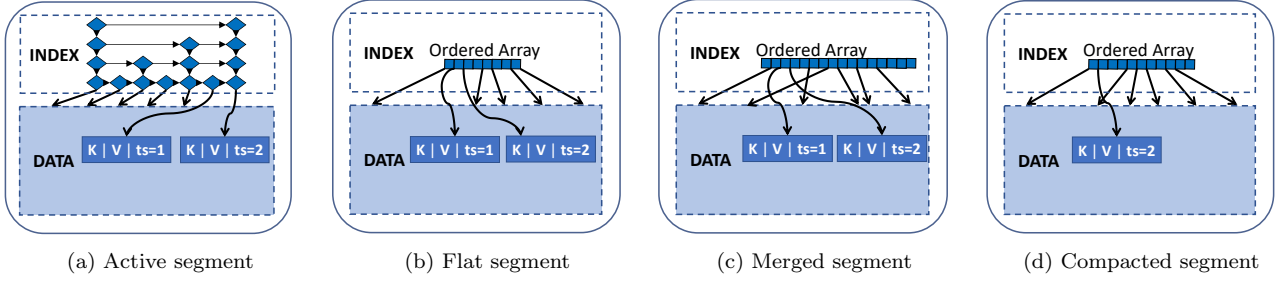 INDEX
DATA
K | V | ts=1
K | V | ts=2
(a) Active segment
INDEX
Ordered Array
DATA
K | V | ts=1
K | V | ts=2
(b) Flat segment
INDEX
Ordered Array
DATA
K | V | ts=1
K | V | ts=2
(c) Merged segment
INDEX
Ordered Array
DATA
K | V | ts=2
(d) Compacted segment